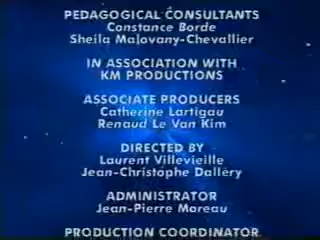 PEDAGOGICAL CONSULTANTS
Constance Borde
Sheila Malovany-Chevallier
IN ASSOCIATION WITH
KM PRODUCTIONS
ASSOCIATE PRODUCERS
Catherine Lartigau
Renaud Le Van Kim
DIRECTED BY
Laurent Villevieille
Jean-Christophe Dalléry
ADMINISTRATOR
Jean-Pierre Moreau
PRODUCTION COORDINATOR